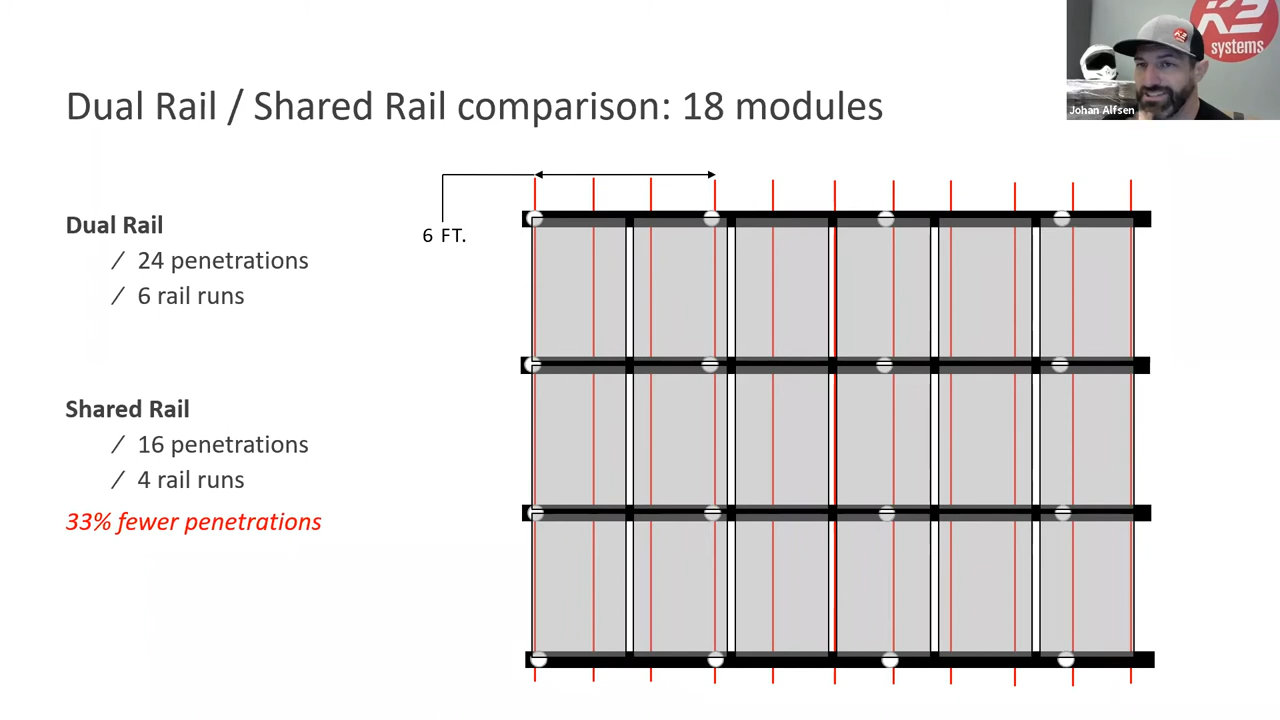 K2
systems
Johan Alfsen
Dual Rail / Shared Rail comparison: 18 modules
Dual Rail
/ 24 penetrations
/ 6 rail runs
6 FT.
Shared Rail
/ 16 penetrations
/ 4 rail runs
33% fewer penetrations